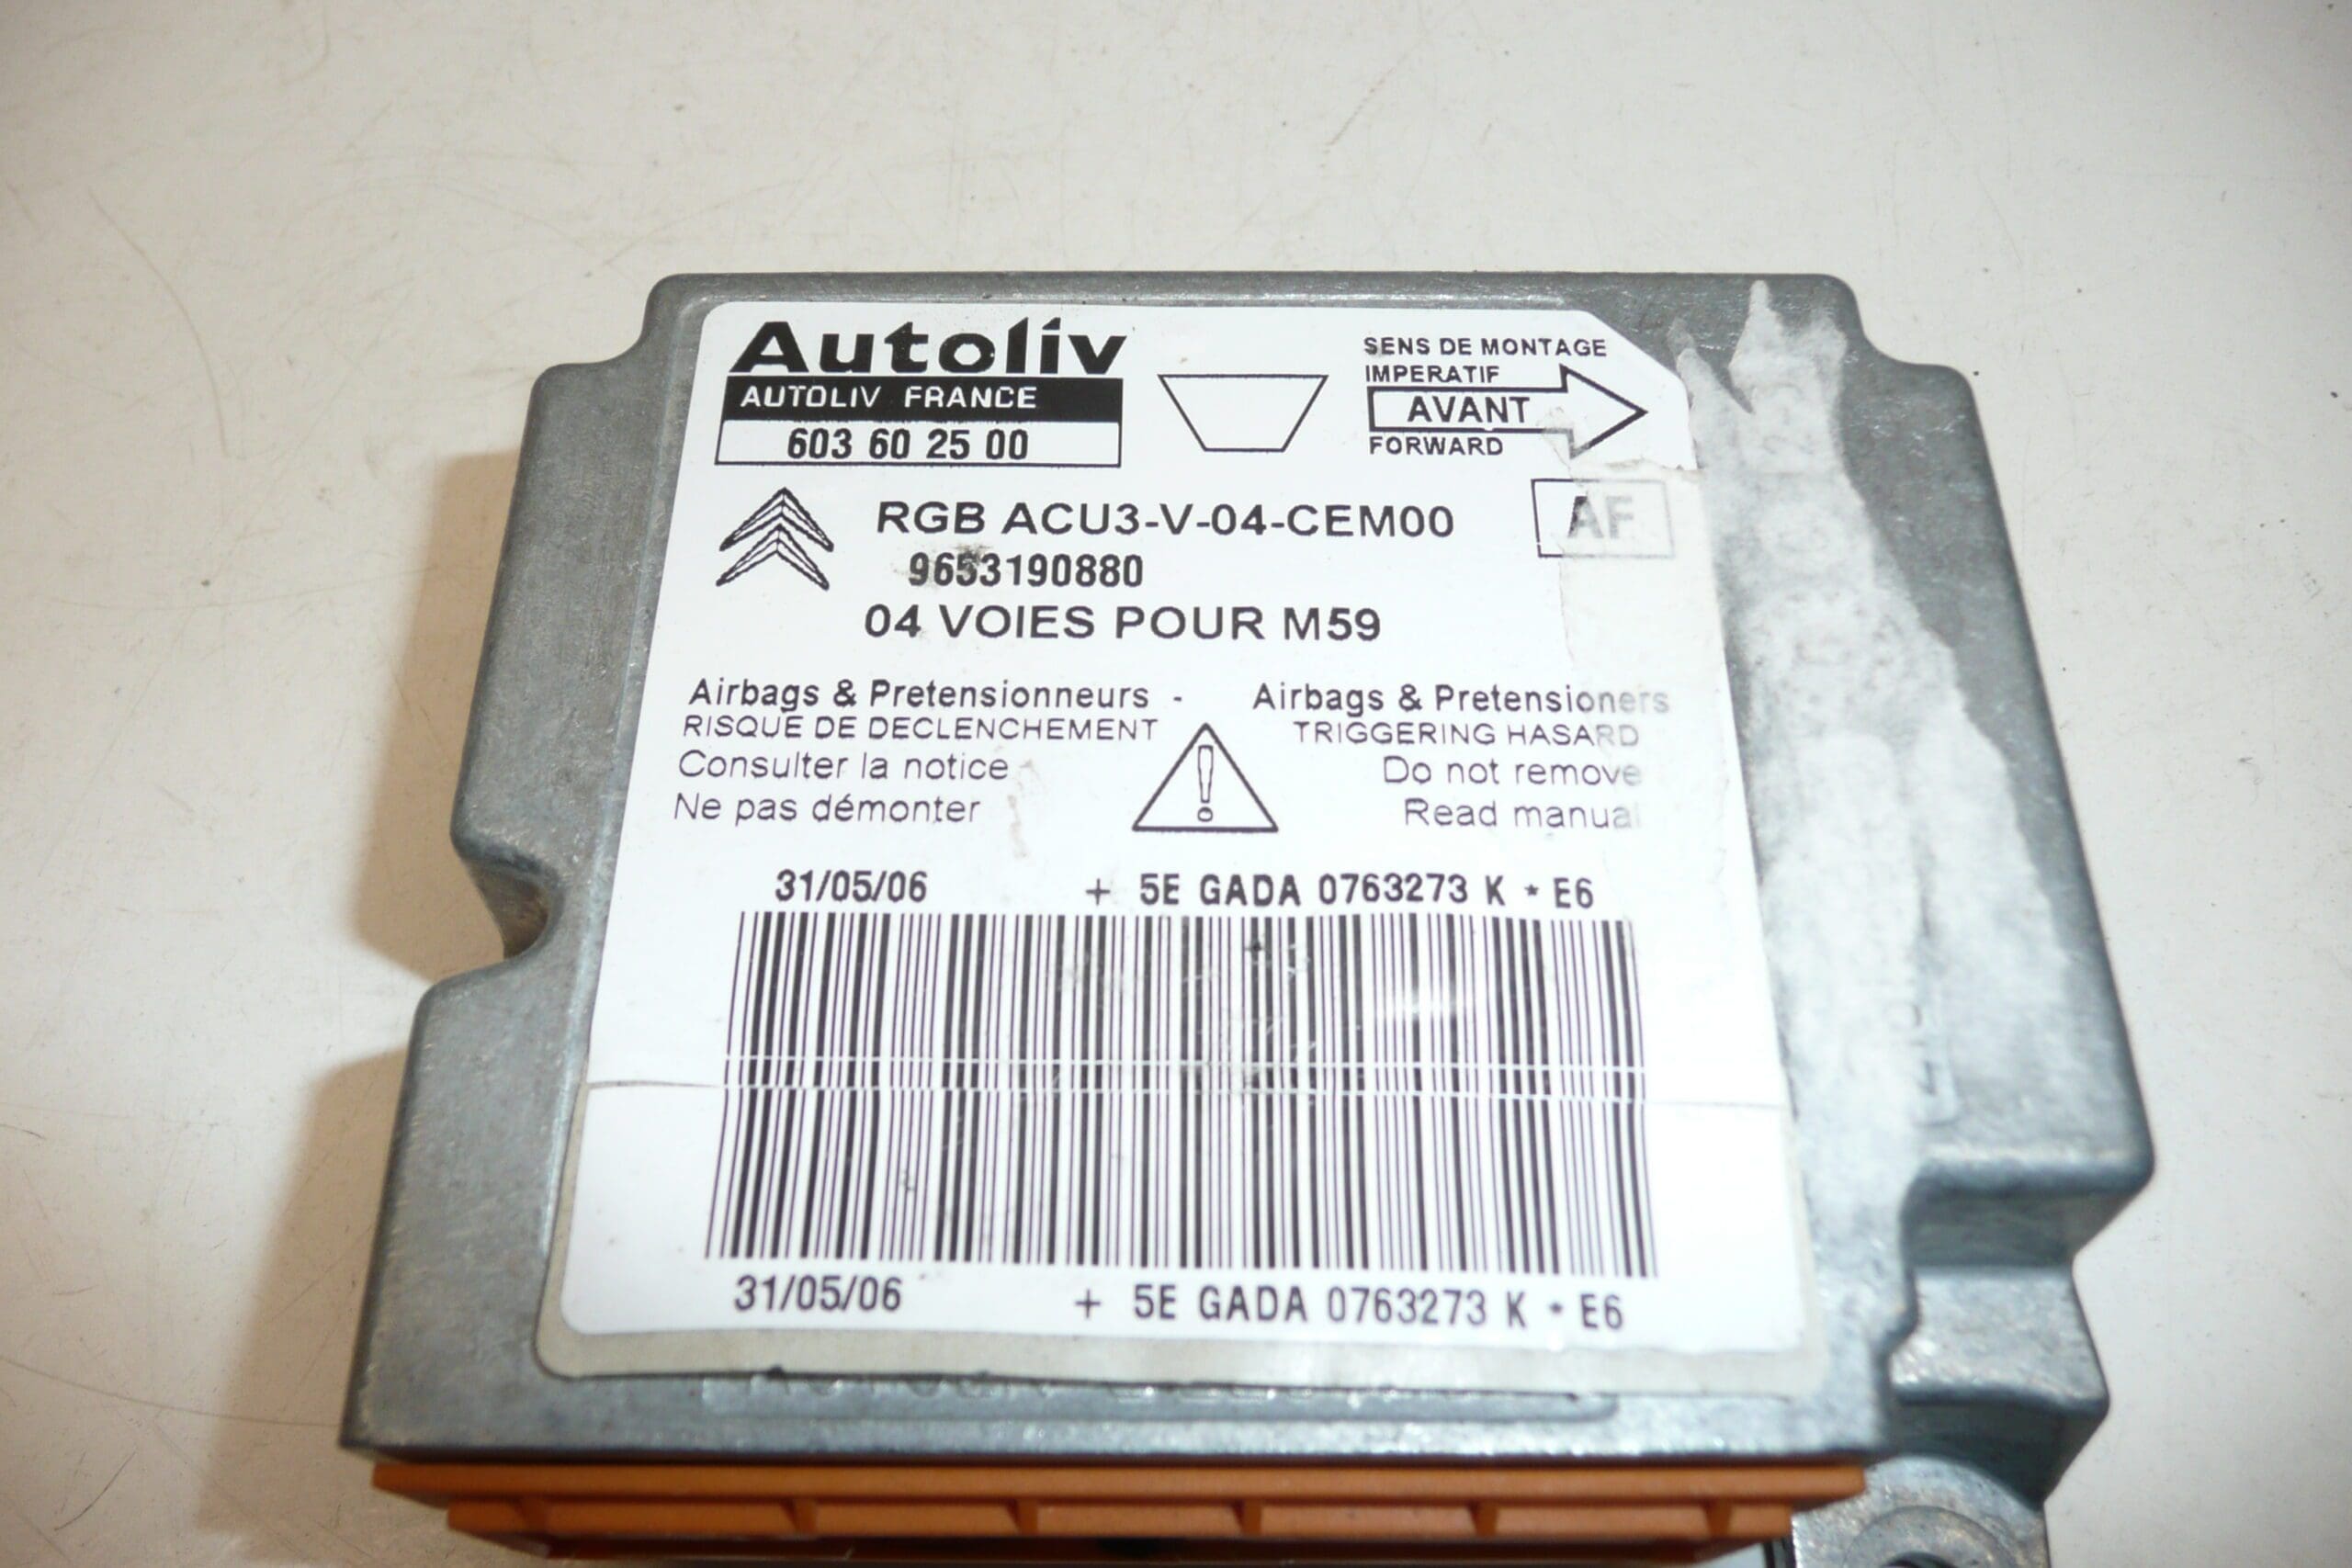 Autoliv
AUTOLIV FRANCE
603 60 25 00
SENS DE MONTAGE
IMPERATIF
AVANT
FORWARD
AF
RGB ACU3-V-04-CEM00
9653190880
04 VOIES POUR M59
Airbags & Pretensionneurs - Airbags & Pretensioners
RISQUE DE DECLENCHEMENT TRIGGERING HASARD
Consulter la notice Do not remove
Ne pas démonter Read manual
31/05/06 + 5E GADA 0763273 K * E6
31/05/06 + 5E GADA 0763273 K * E6